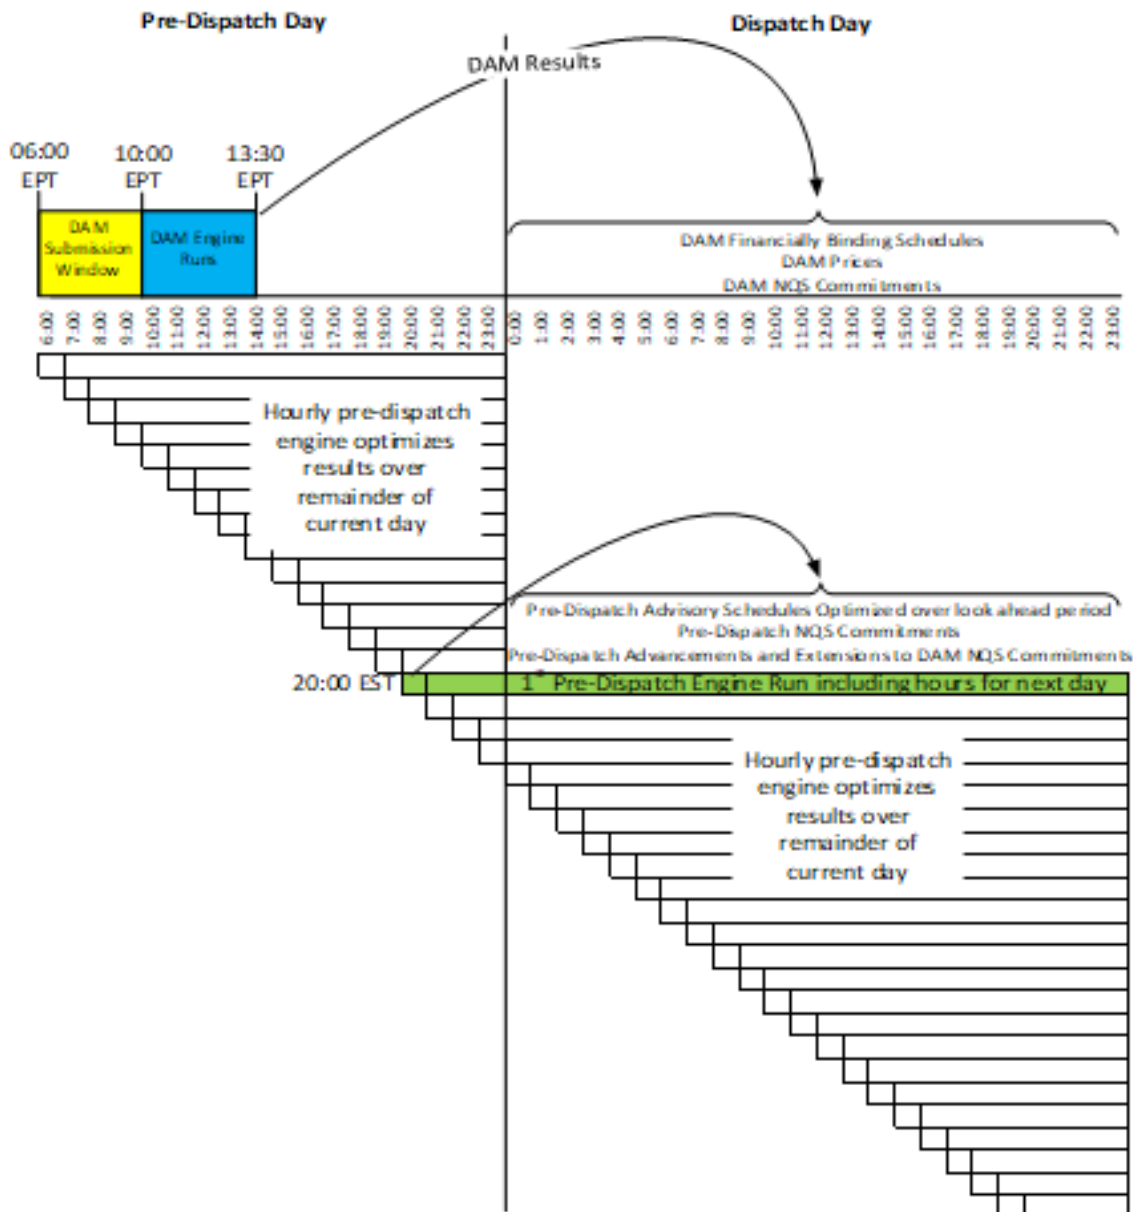 Pre-Dispatch Day
Dispatch Day
DAM Results
06:00
EPT
10:00
EPT
13:30
EPT
DAM
Submission
Window
DAM Engine
Runs
DAM Financially Binding Schedules
DAM Prices
DAM NQS Commitments
6:00
7:00
8:00
9:00
10:00
11:00
12:00
13:00
14:00
16:00
17:00
18:00
19:00
20:00
21:00
22:00
23:00
0:00
1:00
2:00
3:00
4:00
5:00
6:00
7:00
8:00
9:00
10:00
11:00
12:00
13:00
14:00
15:00
16:00
17:00
18:00
19:00
20:00
21:00
22:00
23:00
Hourly pre-dispatch
engine optimizes
results over
remainder of
current day
Pre-Dispatch Advisory Schedules Optimized over look ahead period
Pre-Dispatch NQS Commitments
Pre-Dispatch Advancements and Extensions to DAM NQS Commitments
20:00 EST
1st Pre-Dispatch Engine Run including hours for next day
Hourly pre-dispatch
engine optimizes
results over
remainder of
current day